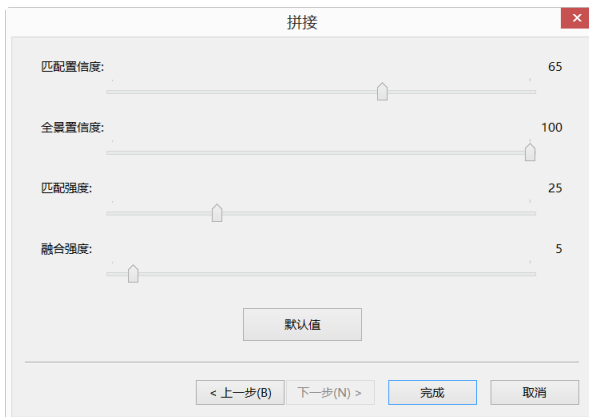 拼接
匹配置信度: 65
全景置信度: 100
匹配强度: 25
融合强度: 5
默认值
< 上一步(B) 下一步(N) > 完成 取消